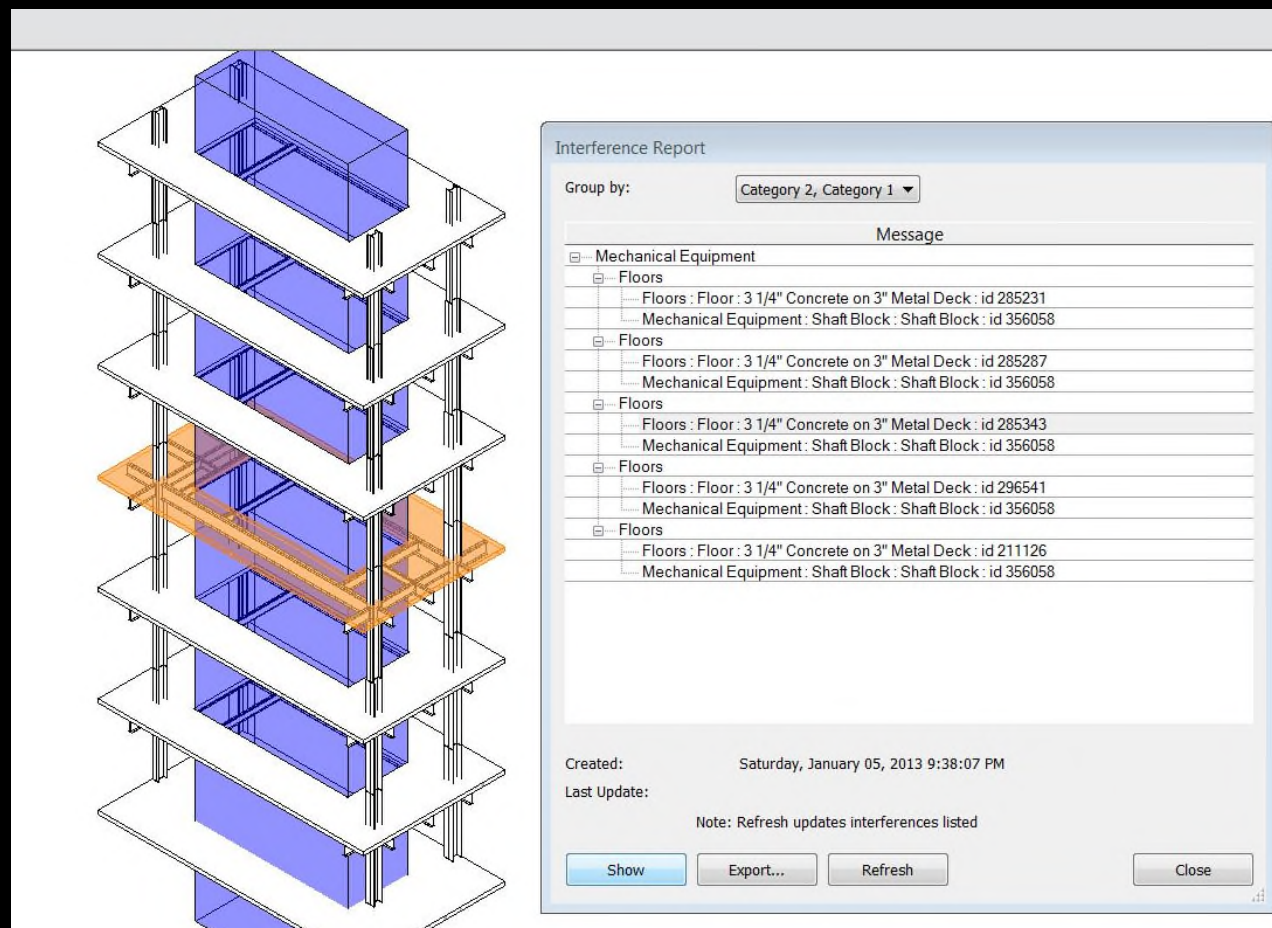 Interference Report
Group by: Category 2, Category 1
Message
Mechanical Equipment
Floors
Floors : Floor : 3 1/4" Concrete on 3" Metal Deck : id 285231
Mechanical Equipment : Shaft Block : Shaft Block : id 356058
Floors
Floors : Floor : 3 1/4" Concrete on 3" Metal Deck : id 285287
Mechanical Equipment : Shaft Block : Shaft Block : id 356058
Floors
Floors : Floor : 3 1/4" Concrete on 3" Metal Deck : id 285343
Mechanical Equipment : Shaft Block : Shaft Block : id 356058
Floors
Floors : Floor : 3 1/4" Concrete on 3" Metal Deck : id 296541
Mechanical Equipment : Shaft Block : Shaft Block : id 356058
Floors
Floors : Floor : 3 1/4" Concrete on 3" Metal Deck : id 211126
Mechanical Equipment : Shaft Block : Shaft Block : id 356058
Created: Saturday, January 05, 2013 9:38:07 PM
Last Update:
Note: Refresh updates interferences listed
Show Export... Refresh Close